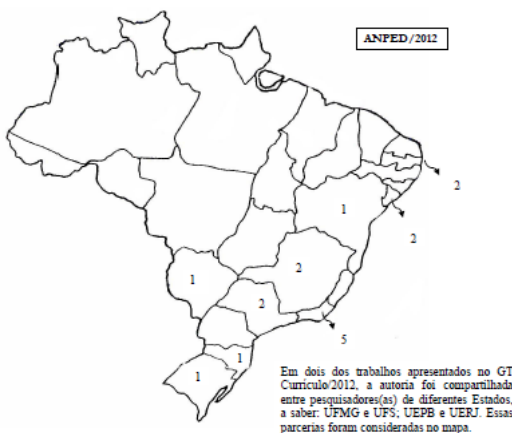 ANPED/2012
2
1
2
2
1
2
5
1
1
Em dois dos trabalhos apresentados no GT
Currículo/2012, a autoria foi compartilhada
entre pesquisadores(as) de diferentes Estados,
a saber: UFMG e UFS; UEPB e UERJ. Essas
parcerias foram consideradas no mapa.